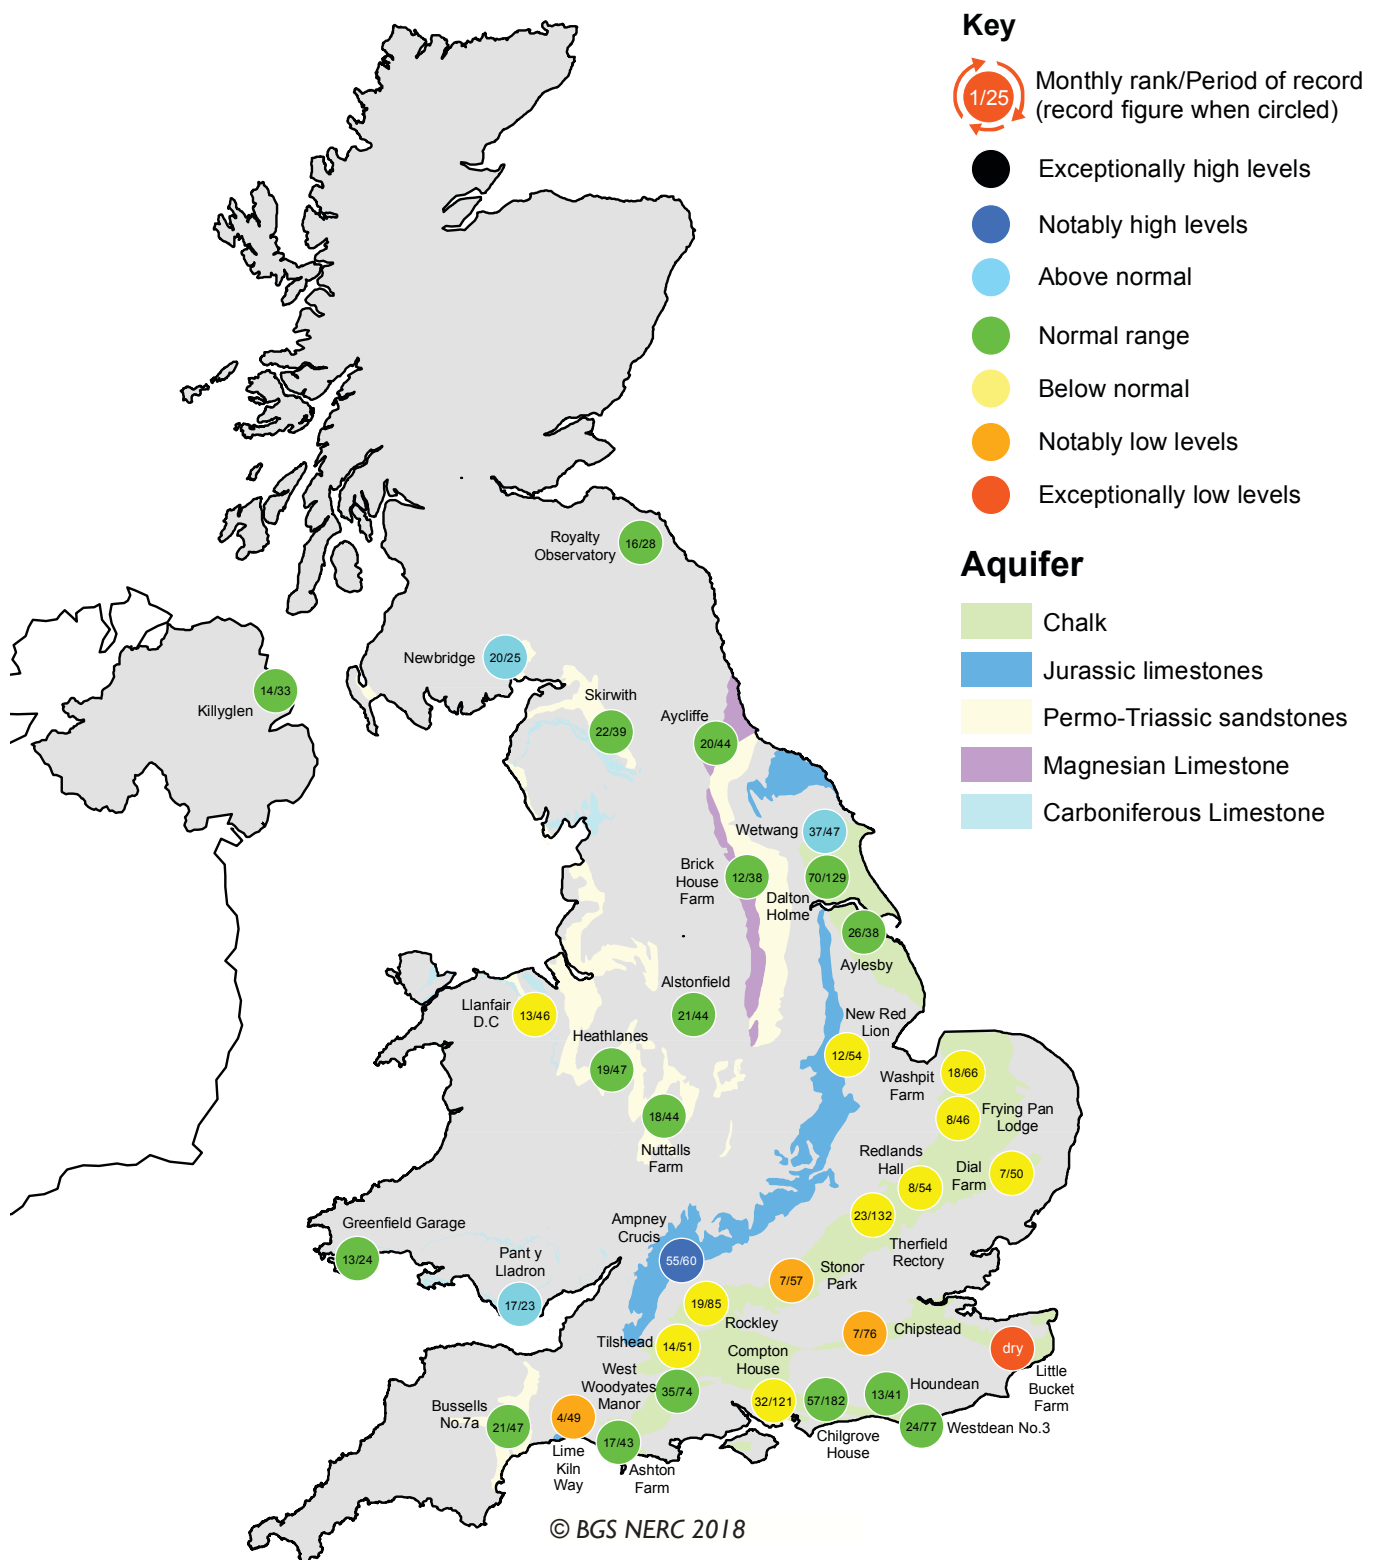 Key
1/25
Monthly rank/Period of record
(record figure when circled)
Exceptionally high levels
Notably high levels
Above normal
Normal range
Below normal
Notably low levels
Exceptionally low levels
Aquifer
Chalk
Jurassic limestones
Permo-Triassic sandstones
Magnesian Limestone
Carboniferous Limestone
Royalty
Observatory
16/28
Newbridge
20/25
Killyglen
14/33
Skirwith
22/39
Aycliffe
20/44
Wetwang
37/47
Brick
House
Farm
12/38
70/129
Dalton
Holme
26/38
Aylesby
Alstonfield
21/44
Llanfair
D.C
13/46
New Red
Lion
12/54
Heathlanes
19/47
Washpit
Farm
18/66
Frying Pan
Lodge
8/46
18/44
Nuttalls
Farm
Redlands
Hall
8/54
Dial
Farm
7/50
23/132
Therfield
Rectory
Greenfield Garage
13/24
Pant y
Lladron
17/23
Ampney
Crucis
55/60
Stonor
Park
7/57
19/85
Rockley
Chipstead
7/76
Tilshead
14/51
Compton
House
32/121
dry
Little
Bucket
Farm
West
Woodyates
Manor
35/74
57/182
Chilgrove
House
Houndean
13/41
24/77
Westdean No.3
Bussells
No.7a
21/47
4/49
Lime
Kiln
Way
17/43
Ashton
Farm
© BGS NERC 2018